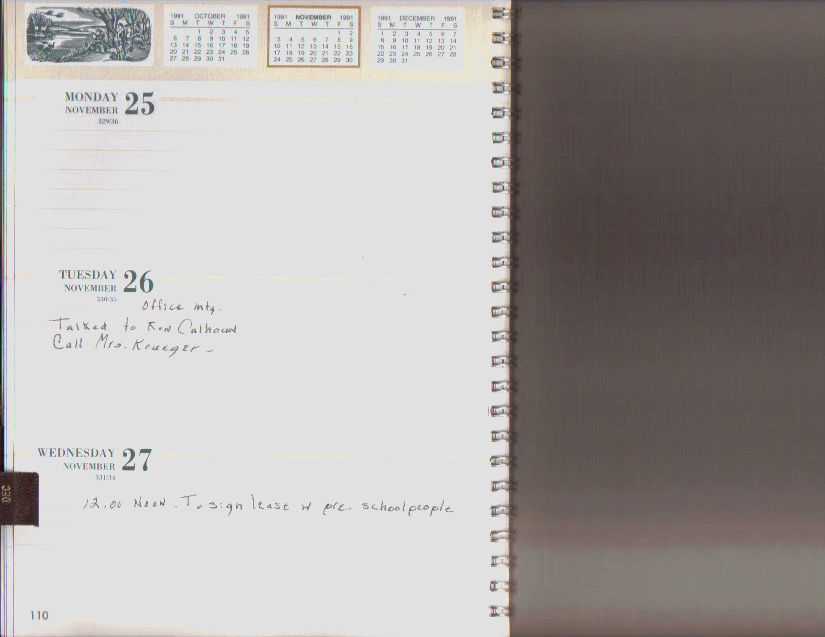 1991 OCTOBER 1991
S M T W T F S
1 2 3 4 5
6 7 8 9 10 11 12
13 14 15 16 17 18 19
20 21 22 23 24 25 26
27 28 29 30 31
1991 NOVEMBER 1991
S M T W T F S
1 2
3 4 5 6 7 8 9
10 11 12 13 14 15 16
17 18 19 20 21 22 23
24 25 26 27 28 29 30
1991 DECEMBER 1991
S M T W T F S
1 2 3 4 5 6 7
8 9 10 11 12 13 14
15 16 17 18 19 20 21
22 23 24 25 26 27 28
29 30 31
MONDAY 25
NOVEMBER
329/36
TUESDAY 26
NOVEMBER
330/35
Office mtg.
Talked to Ron Calhoun
Call Mrs. Krueger -
WEDNESDAY 27
NOVEMBER
331/34
DEC
12.00 Noon. To sign lease w pre. school people
110